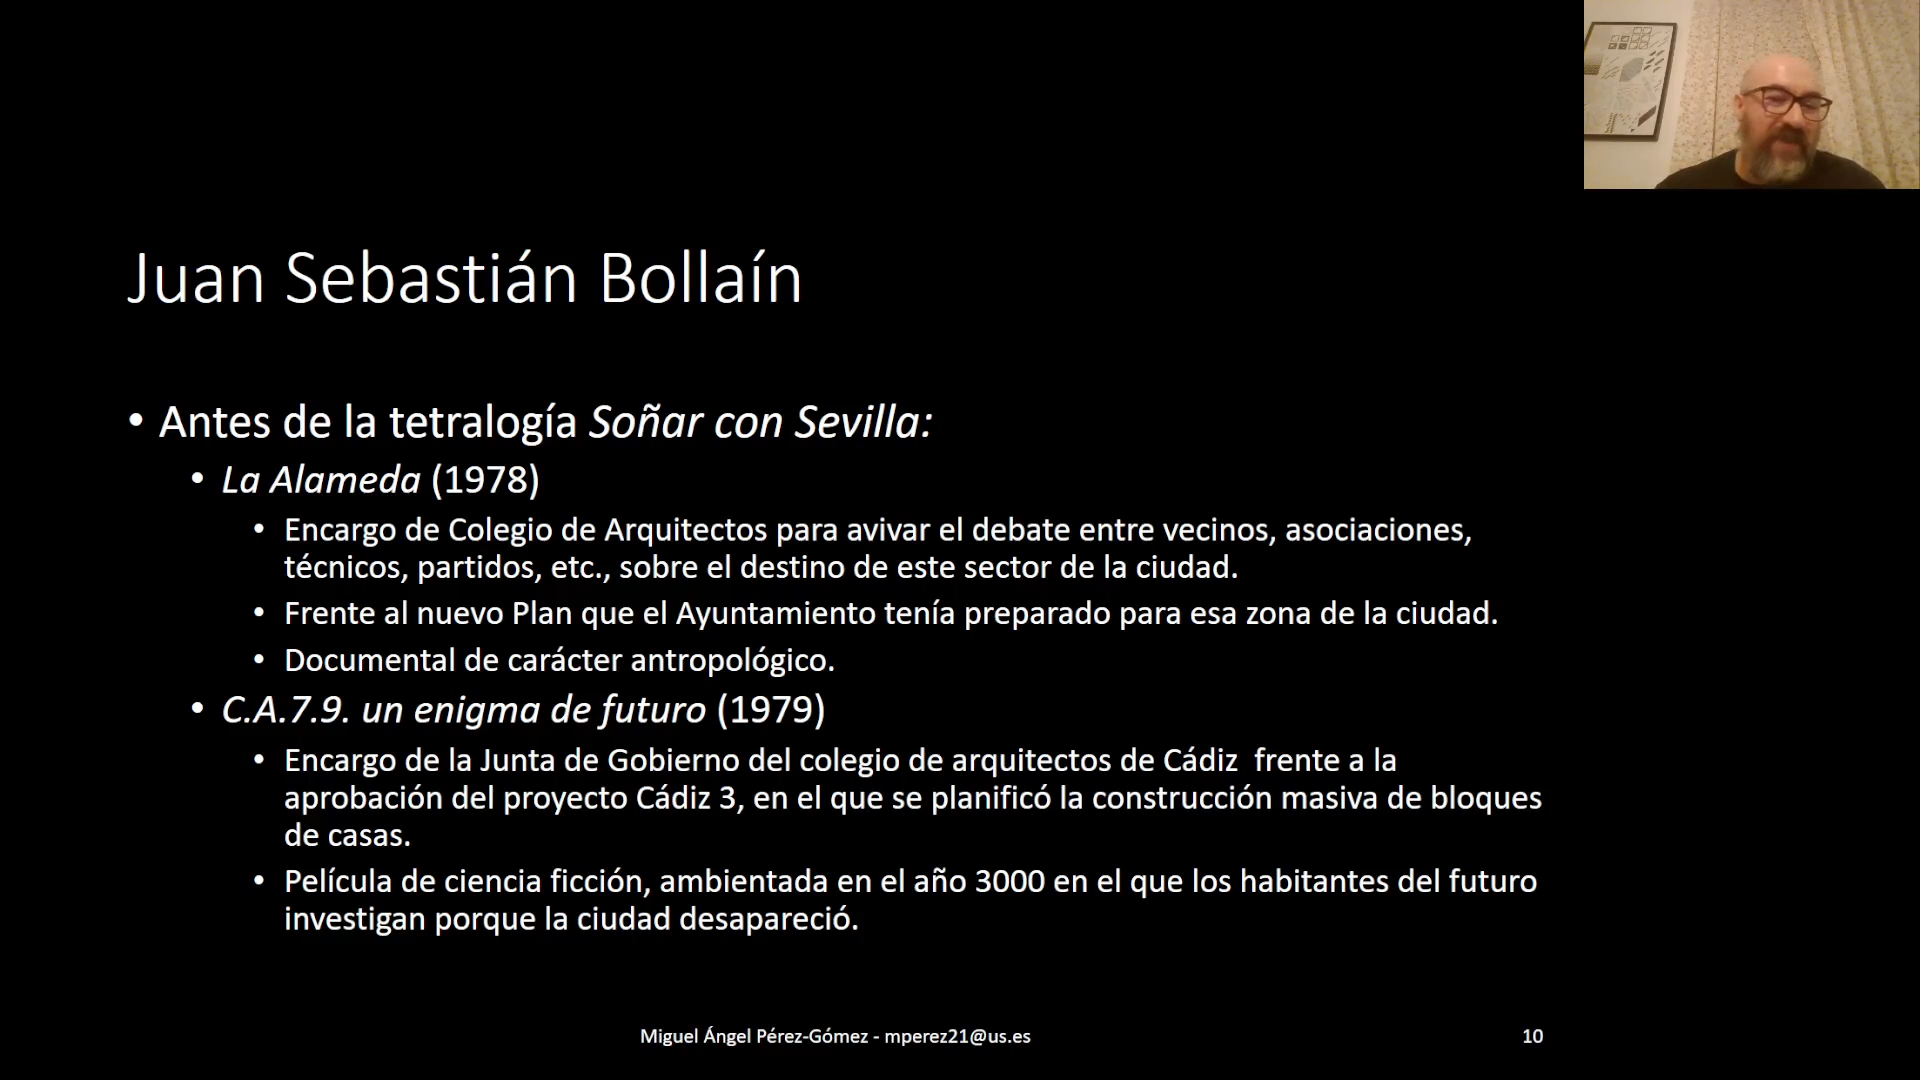 Juan Sebastián Bollaín
• Antes de la tetralogía Soñar con Sevilla:
• La Alameda (1978)
• Encargo de Colegio de Arquitectos para avivar el debate entre vecinos, asociaciones,
técnicos, partidos, etc., sobre el destino de este sector de la ciudad.
• Frente al nuevo Plan que el Ayuntamiento tenía preparado para esa zona de la ciudad.
• Documental de carácter antropológico.
• C.A.7.9. un enigma de futuro (1979)
• Encargo de la Junta de Gobierno del colegio de arquitectos de Cádiz  frente a la
aprobación del proyecto Cádiz 3, en el que se planificó la construcción masiva de bloques
de casas.
• Película de ciencia ficción, ambientada en el año 3000 en el que los habitantes del futuro
investigan porque la ciudad desapareció.
Miguel Ángel Pérez-Gómez - mperez21@us.es
10